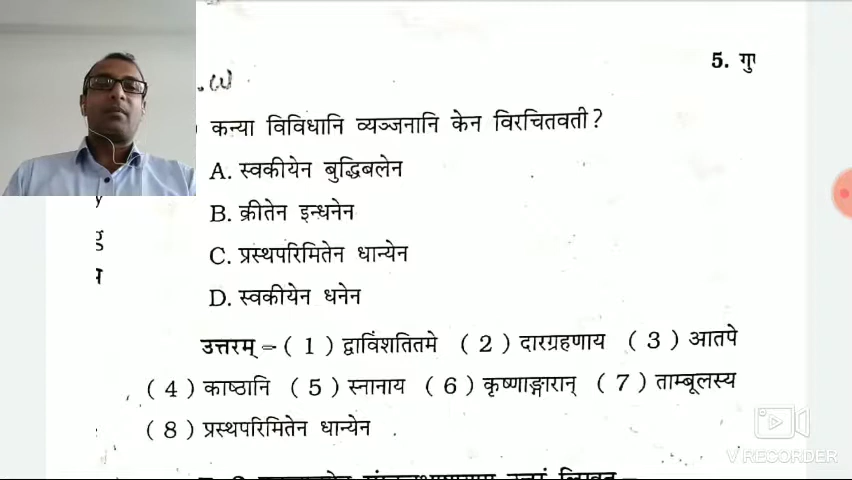 5. गु
कन्या विविधानि व्यञ्जनानि केन विरचितवती?
A. स्वकीयेन बुद्धिबलेन
B. क्रीतेन इन्धनेन
C. प्रस्थपरिमितेन धान्येन
D. स्वकीयेन धनेन
उत्तरम् – ( 1 ) द्वाविंशतितमे ( 2 ) दारग्रहणाय ( 3 ) आतपे
( 4 ) काष्ठानि ( 5 ) स्नानाय ( 6 ) कृष्णाङ्गारान् ( 7 ) ताम्बूलस्य
( 8 ) प्रस्थपरिमितेन धान्येन
V RECORDER